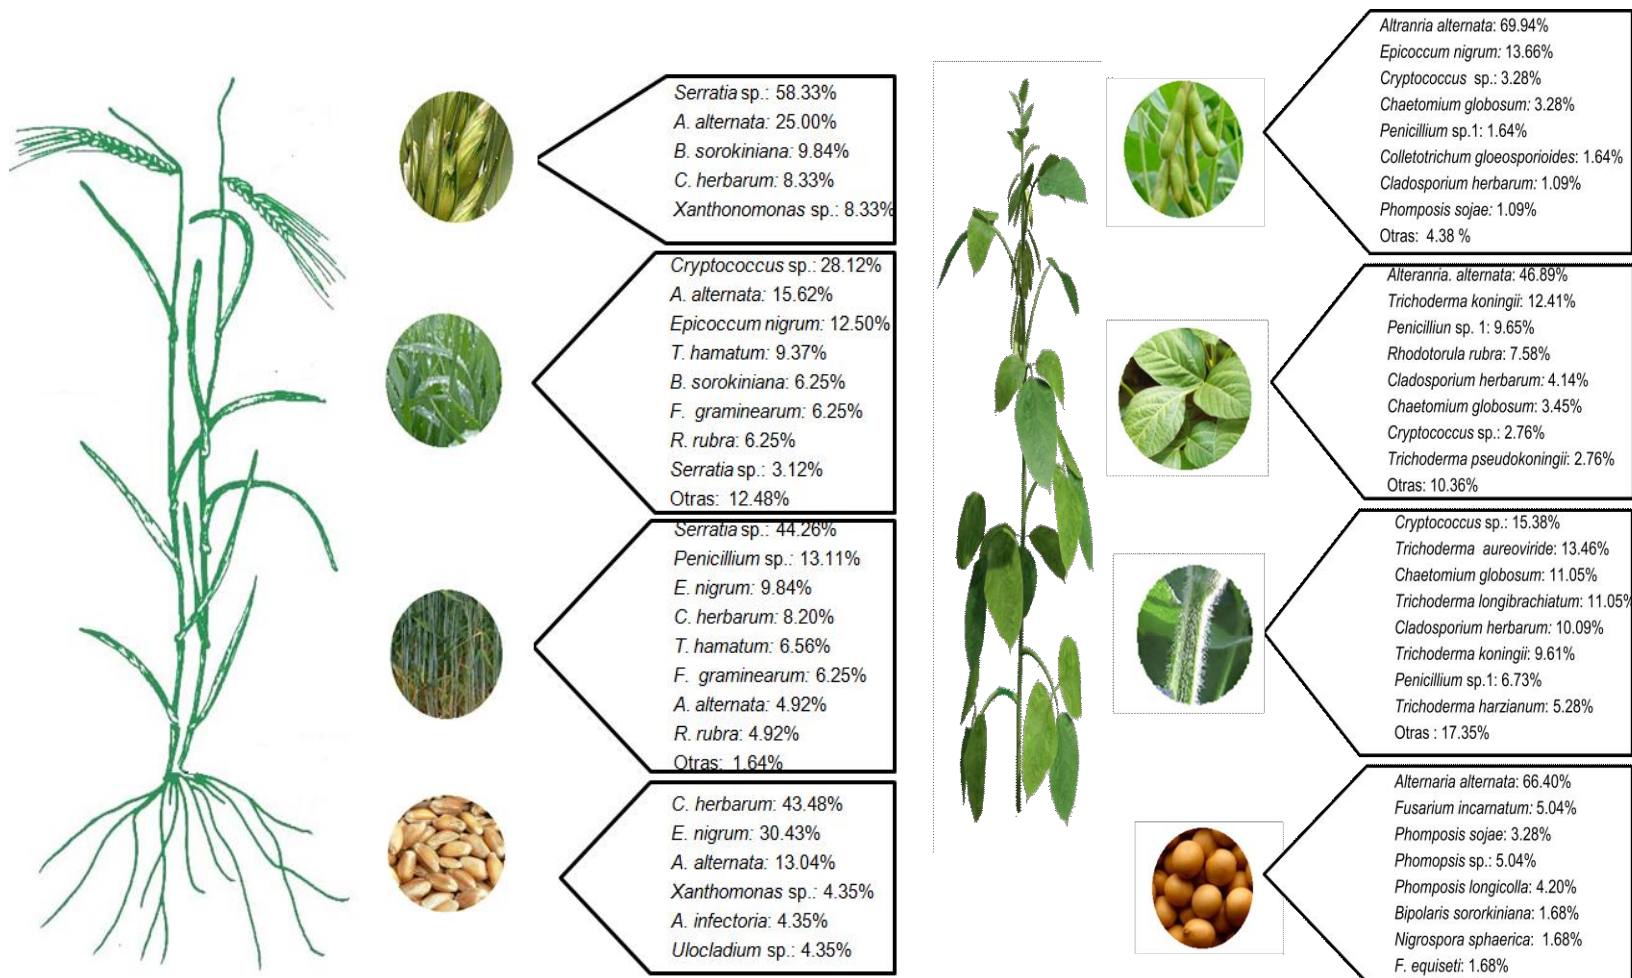 Serratia sp.: 58.33%
A. alternata: 25.00%
B. sorokiniana: 9.84%
C. herbarum: 8.33%
Xanthonomonas sp.: 8.33%
Cryptococcus sp.: 28.12%
A. alternata: 15.62%
Epicoccum nigrum: 12.50%
T. hamatum: 9.37%
B. sorokiniana: 6.25%
F. graminearum: 6.25%
R. rubra: 6.25%
Serratia sp.: 3.12%
Otras: 12.48%
Serratia sp.: 44.26%
Penicillium sp.: 13.11%
E. nigrum: 9.84%
C. herbarum: 8.20%
T. hamatum: 6.56%
F. graminearum: 6.25%
A. alternata: 4.92%
R. rubra: 4.92%
Otras: 1.64%
C. herbarum: 43.48%
E. nigrum: 30.43%
A. alternata: 13.04%
Xanthomonas sp.: 4.35%
A. infectoria: 4.35%
Ulocladium sp.: 4.35%
Altranria alternata: 69.94%
Epicoccum nigrum: 13.66%
Cryptococcus sp.: 3.28%
Chaetomium globosum: 3.28%
Penicillium sp.1: 1.64%
Colletotrichum gloeosporioides: 1.64%
Cladosporium herbarum: 1.09%
Phomposis sojae: 1.09%
Otras: 4.38 %
Alteranria. alternata: 46.89%
Trichoderma koningii: 12.41%
Penicilliun sp. 1: 9.65%
Rhodotorula rubra: 7.58%
Cladosporium herbarum: 4.14%
Chaetomium globosum: 3.45%
Cryptococcus sp.: 2.76%
Trichoderma pseudokoningii: 2.76%
Otras: 10.36%
Cryptococcus sp.: 15.38%
Trichoderma aureoviride: 13.46%
Chaetomium globosum: 11.05%
Trichoderma longibrachiatum: 11.05%
Cladosporium herbarum: 10.09%
Trichoderma koningii: 9.61%
Penicillium sp.1: 6.73%
Trichoderma harzianum: 5.28%
Otras : 17.35%
Alternaria alternata: 66.40%
Fusarium incarnatum: 5.04%
Phomposis sojae: 3.28%
Phomopsis sp.: 5.04%
Phomposis longicolla: 4.20%
Bipolaris sororkiniana: 1.68%
Nigrospora sphaerica: 1.68%
F. equiseti: 1.68%